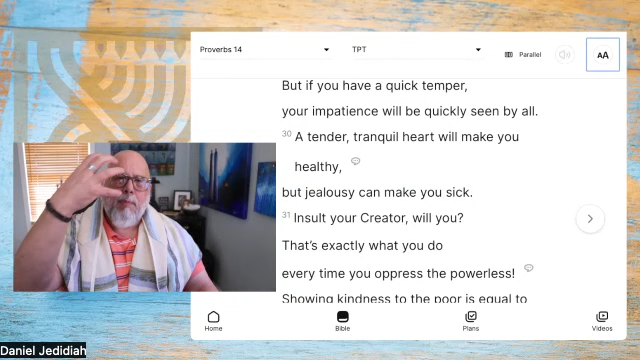 Proverbs 14
TPT
Parallel
AA
But if you have a quick temper,
your impatience will be quickly seen by all.
30 A tender, tranquil heart will make you
healthy,
but jealousy can make you sick.
31 Insult your Creator, will you?
That’s exactly what you do
every time you oppress the powerless!
Showing kindness to the poor is equal to
Home
Bible
Plans
Videos
Daniel Jedidiah